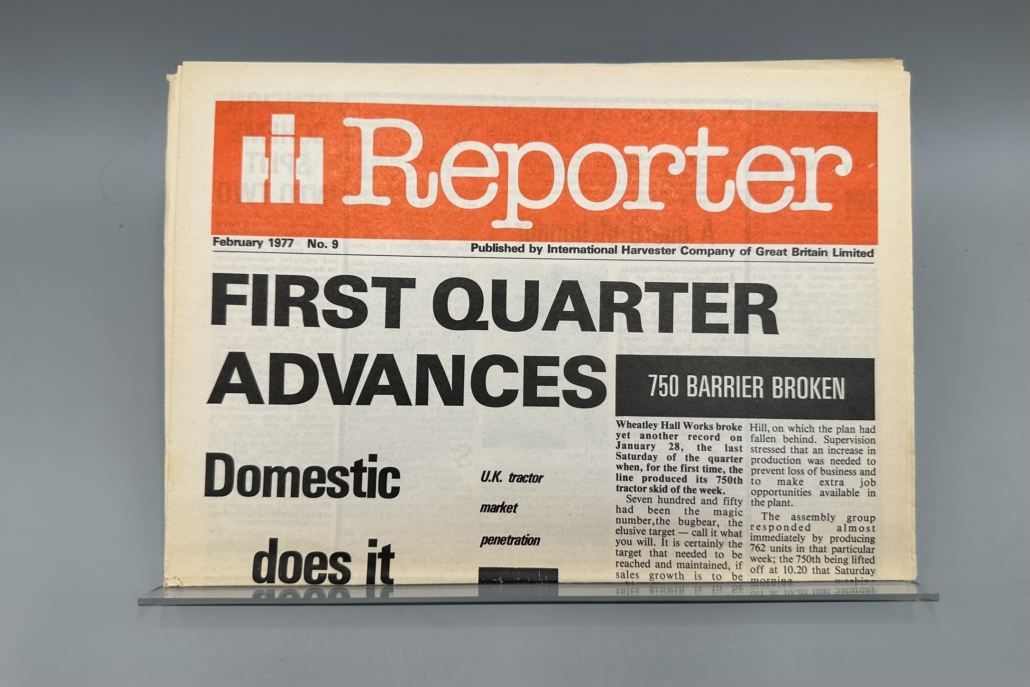 IH Reporter
February 1977 No. 9
Published by International Harvester Company of Great Britain Limited
FIRST QUARTER
ADVANCES
750 BARRIER BROKEN
Domestic
does it
U.K. tractor
market
penetration
Wheatley Hall Works broke
yet another record on
January 28, the last
Saturday of the quarter
when, for the first time, the
line produced its 750th
tractor skid of the week.
Seven hundred and fifty
had been the magic
number,the bugbear, the
elusive target — call it what
you will. It is certainly the
target that needed to be
reached and maintained, if
sales growth is to be
Hill, on which the plan had
fallen behind. Supervision
stressed that an increase in
production was needed to
prevent loss of business and
to make extra job
opportunities available in
the plant.
The assembly group
responded almost
immediately by producing
762 units in that particular
week; the 750th being lifted
off at 10.20 that Saturday